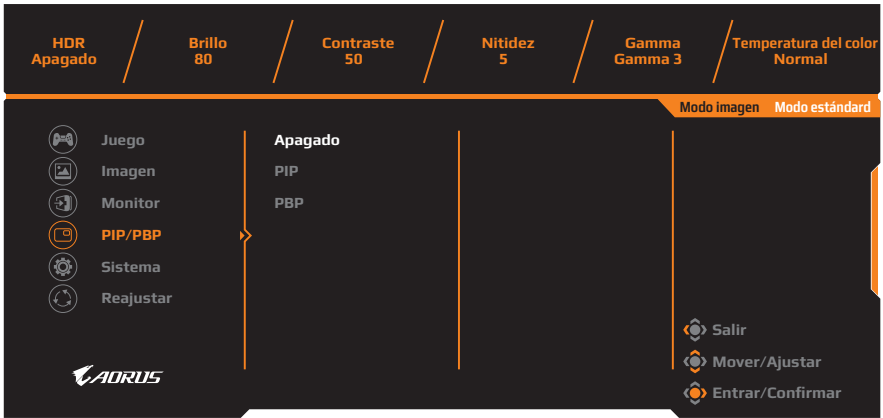 HDR
Apagado
Brillo
80
Contraste
50
Nitidez
5
Gamma
Gamma 3
Temperatura del color
Normal
Modo imagen Modo estándard
Juego
Imagen
Monitor
PIP/PBP
Sistema
Reajustar
Apagado
PIP
PBP
Salir
Mover/Ajustar
Entrar/Confirmar
AORUS